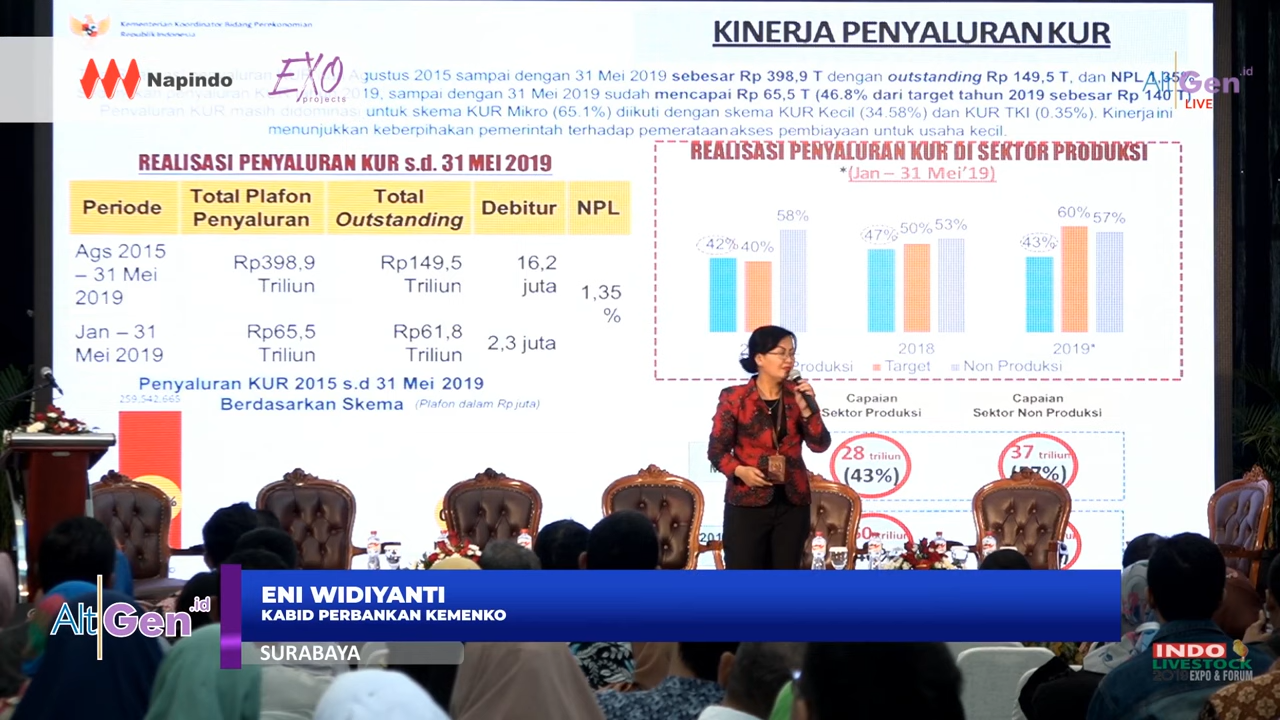 Kementerian Koordinator Bidang Perekonomian
Republik Indonesia
KINERJA PENYALURAN KUR
Napindo
EXO
projects
AltGen.id
LIVE
Agustus 2015 sampai dengan 31 Mei 2019 sebesar Rp 398,9 T dengan outstanding Rp 149,5 T, dan NPL 1,35%
2019, sampai dengan 31 Mei 2019 sudah mencapai Rp 65,5 T (46.8% dari target tahun 2019 sebesar Rp 140 T)
Penyaluran KUR masih didominasi untuk skema KUR Mikro (65.1%) diikuti dengan skema KUR Kecil (34.58%) dan KUR TKI (0.35%). Kinerja ini
menunjukkan keberpihakan pemerintah terhadap pemerataan akses pembiayaan untuk usaha kecil.
REALISASI PENYALURAN KUR s.d. 31 MEI 2019
Periode Total Plafon Penyaluran Total Outstanding Debitur NPL
Ags 2015 – 31 Mei 2019 Rp398,9 Triliun Rp149,5 Triliun 16,2 juta 1,35 %
Jan – 31 Mei 2019 Rp65,5 Triliun Rp61,8 Triliun 2,3 juta
Penyaluran KUR 2015 s.d 31 Mei 2019
Berdasarkan Skema (Plafon dalam Rp juta)
259,542,665
REALISASI PENYALURAN KUR DI SEKTOR PRODUKSI
*(Jan – 31 Mei'19)
42% 40% 58% 47% 50% 53% 43% 60% 57%
2018 2019*
Produksi Target Non Produksi
Capaian Sektor Produksi
Capaian Sektor Non Produksi
28 triliun
(43%)
37 triliun
ENI WIDIYANTI
KABID PERBANKAN KEMENKO
SURABAYA
AltGen.id
INDO
LIVESTOCK
2019 EXPO & FORUM